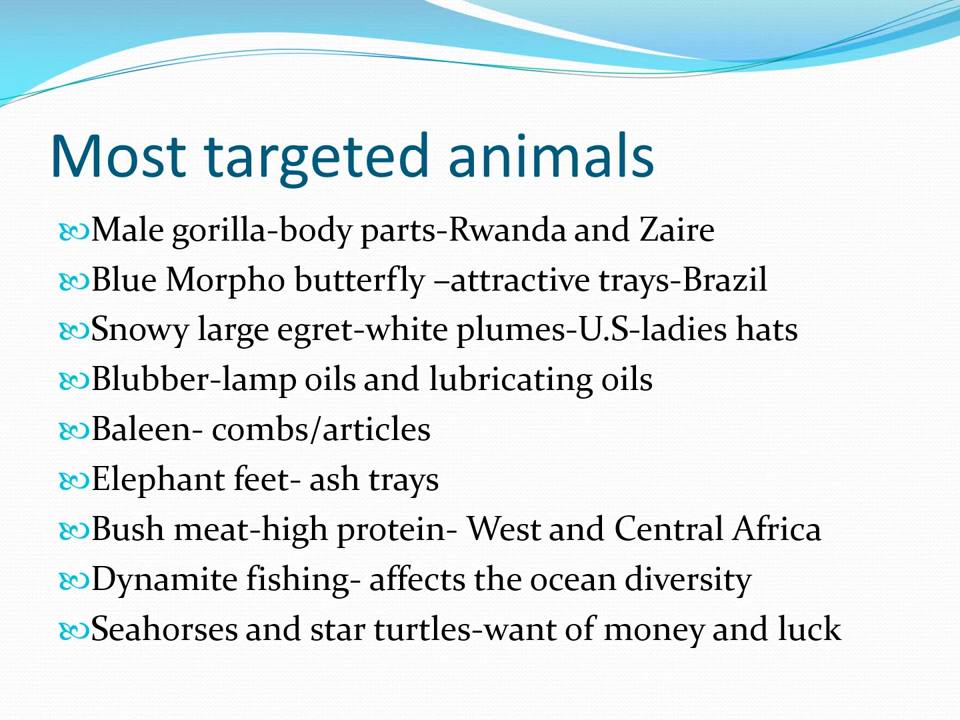 Most targeted animals
Male gorilla-body parts-Rwanda and Zaire
Blue Morpho butterfly –attractive trays-Brazil
Snowy large egret-white plumes-U.S-ladies hats
Blubber-lamp oils and lubricating oils
Baleen- combs/articles
Elephant feet- ash trays
Bush meat-high protein- West and Central Africa
Dynamite fishing- affects the ocean diversity
Seahorses and star turtles-want of money and luck